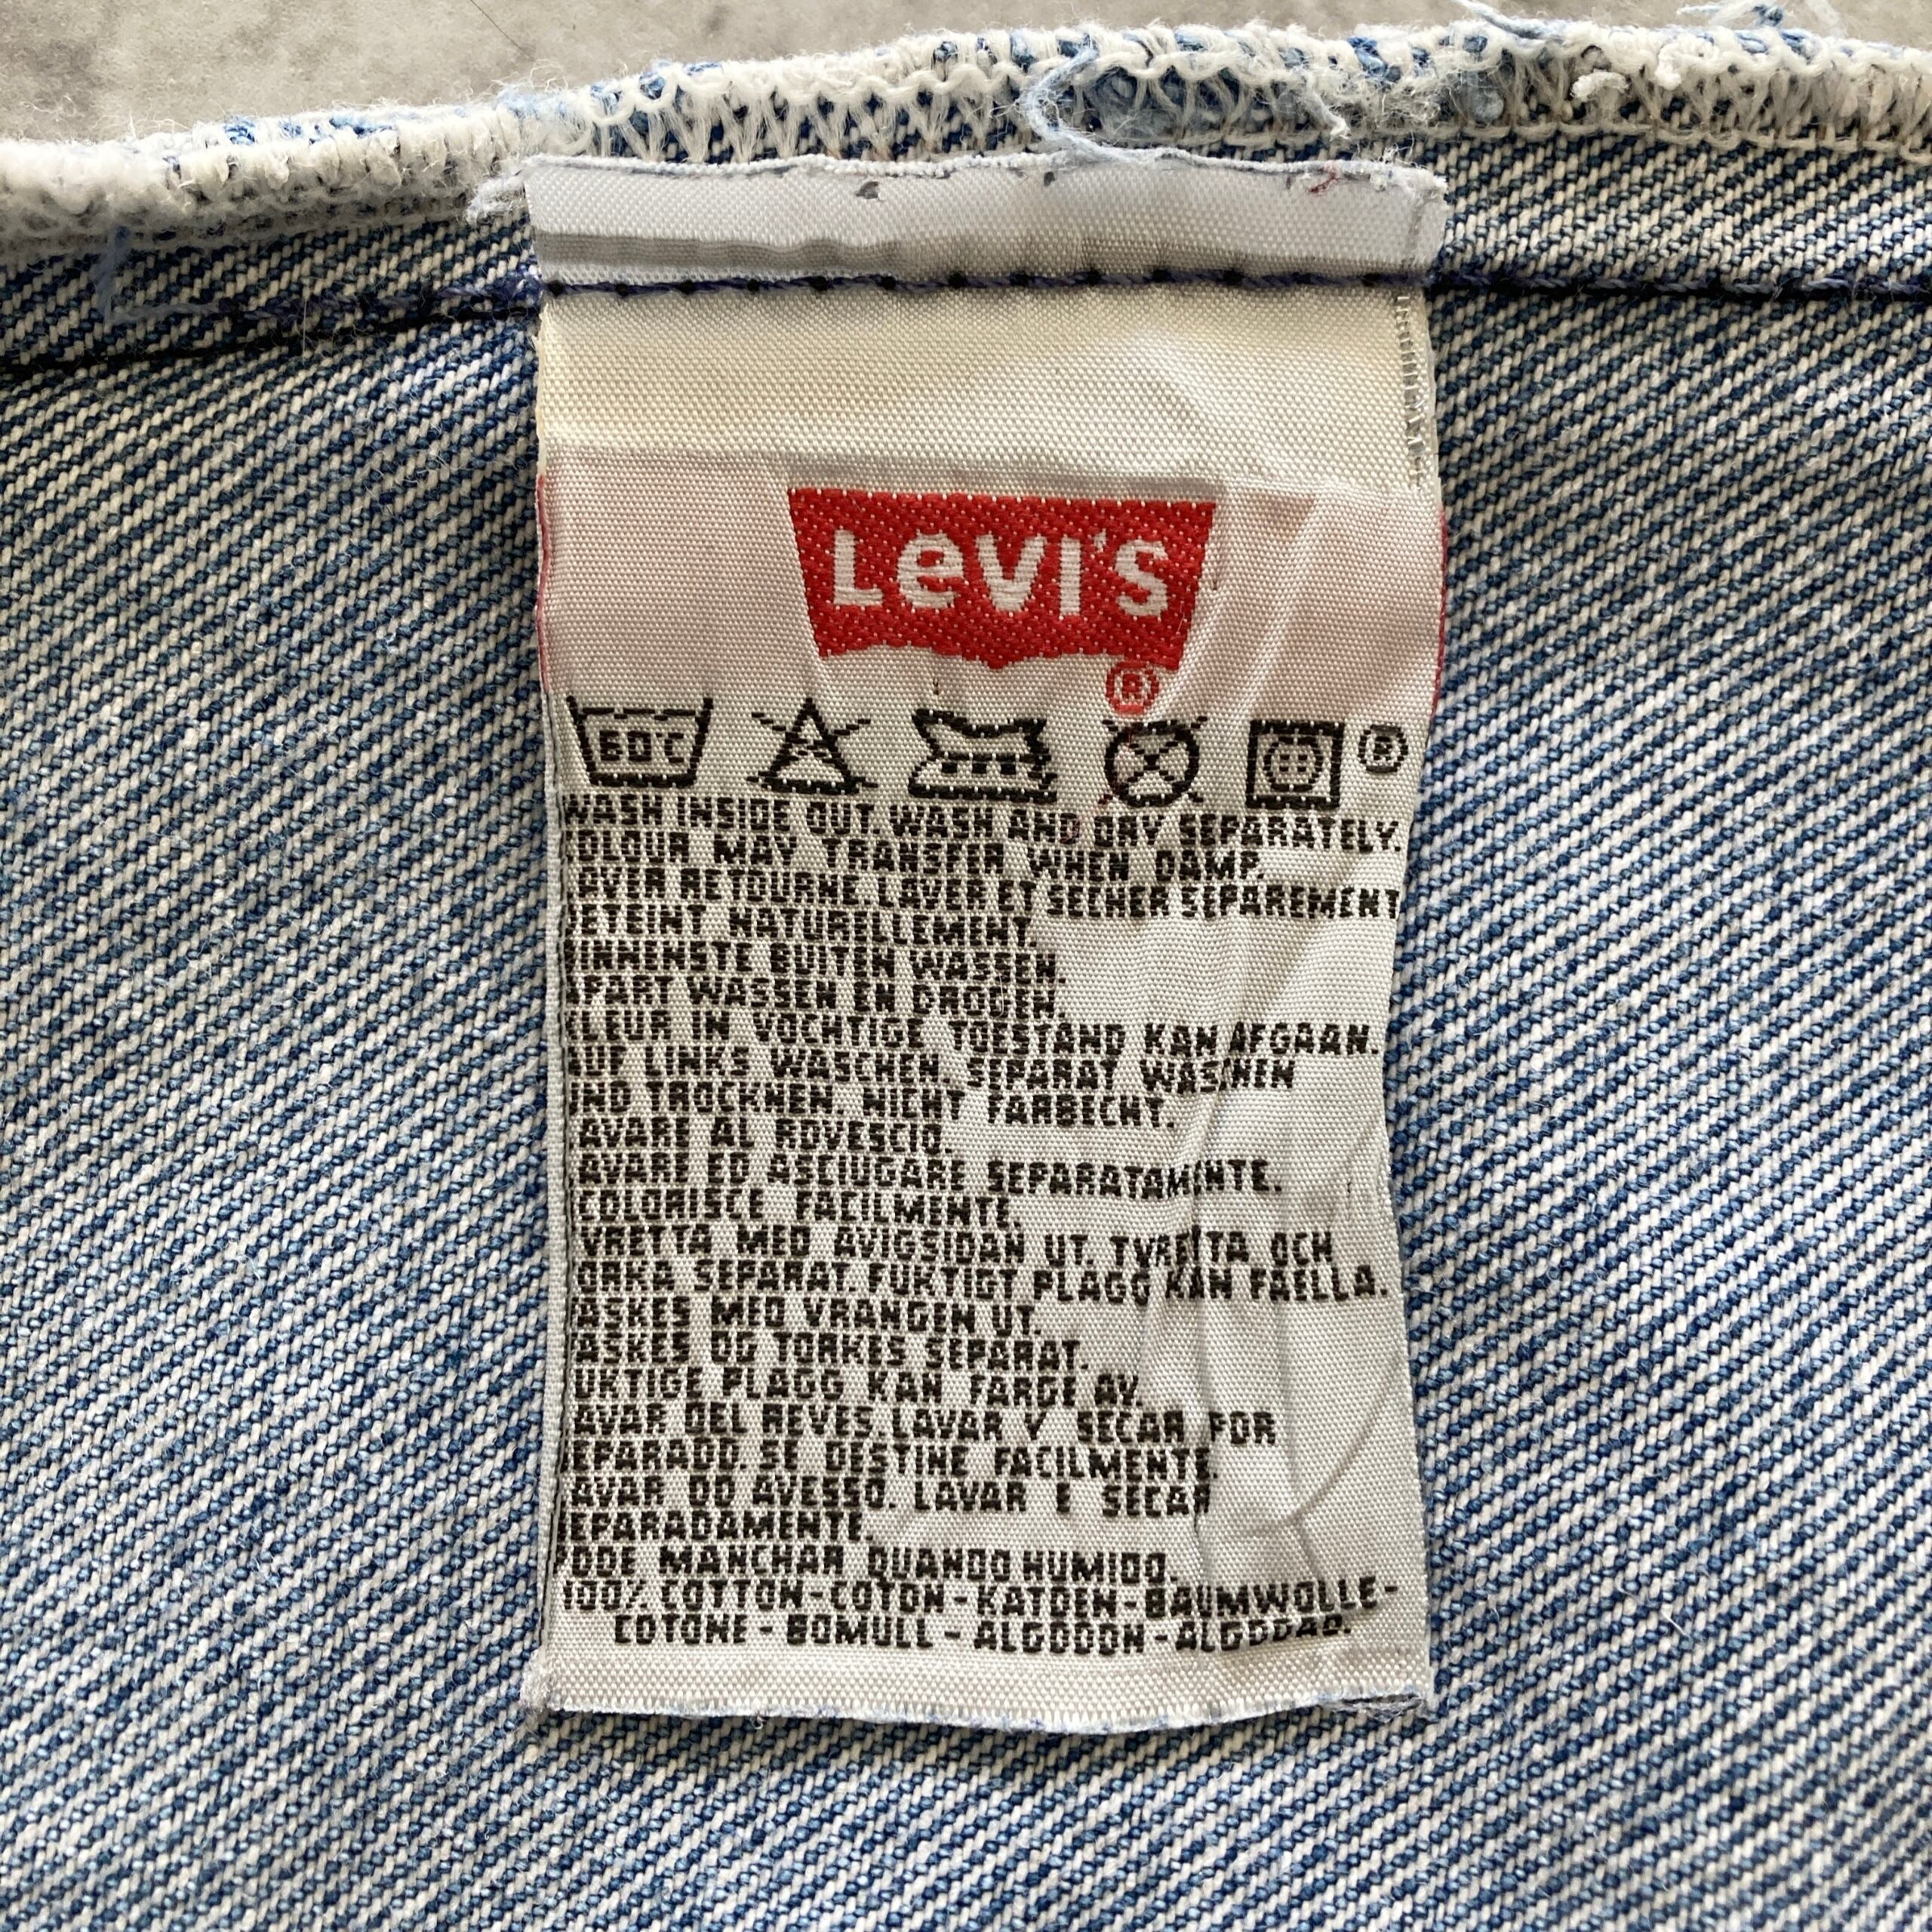 Levi's
®
60°C
®
WASH INSIDE OUT. WASH AND DRY SEPARATELY.
COLOUR MAY TRANSFER WHEN DAMP.
LAVER RETOURNE. LAVER ET SECHER SEPAREMENT
DETEINT NATURELLEMENT.
BINNENSTE BUITEN WASSEN.
APART WASSEN EN DROGEN
KLEUR IN VOCHTIGE TOESTAND KAN AFGAAN.
AUF LINKS WASCHEN. SEPARAT WASCHEN
UND TROCKNEN. NICHT FARBECHT.
LAVARE AL ROVESCIO.
LAVARE ED ASCIUGARE SEPARATAMENTE.
SCOLORISCE FACILMENTE.
TVRETTA MED AVIGSIDAN UT. TVRETTA OCH
TORKA SEPARAT. FUKTIGT PLAGG KAN FAELLA.
VASKES MED VRANGEN UT.
VASKES OG TORKES SEPARAT.
FUKTIGE PLAGG KAN FARGE AV.
LAVAR DEL REVES LAVAR Y SECAR POR
SEPARADO. SE DESTINE FACILMENTE.
LAVAR DO AVESSO. LAVAR E SECAR
SEPARADAMENTE.
PODE MANCHAR QUANDO HUMIDO.
100% COTTON-COTON-KATOEN-BAUMWOLLE-
COTONE-BOMULL-ALGODON-ALGODAO.